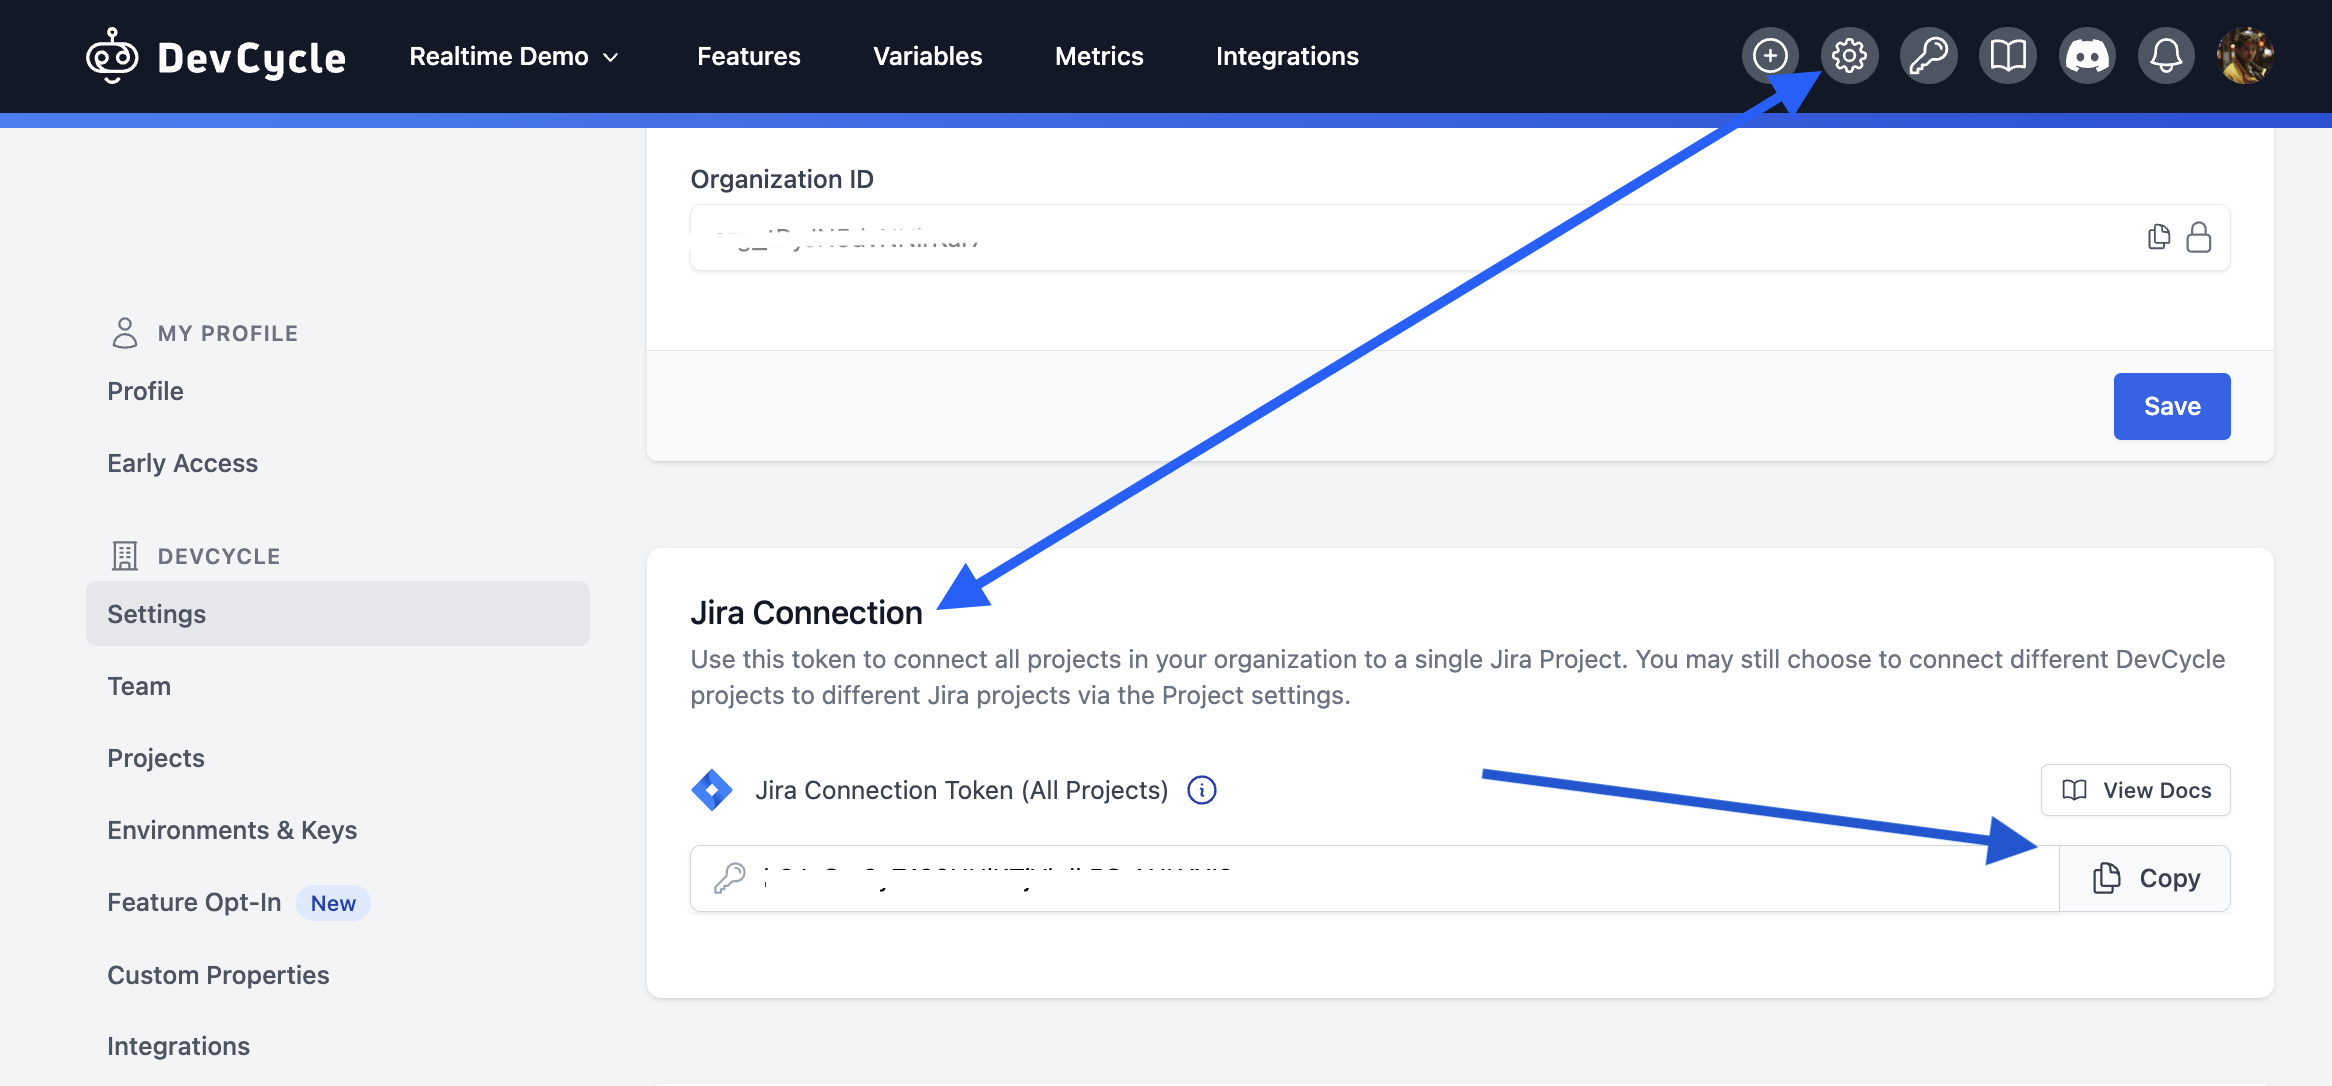 DevCycle
Realtime Demo
Features
Variables
Metrics
Integrations
Organization ID
MY PROFILE
Profile
Early Access
Save
DEVCYCLE
Settings
Team
Projects
Environments & Keys
Feature Opt-In New
Custom Properties
Integrations
Jira Connection
Use this token to connect all projects in your organization to a single Jira Project. You may still choose to connect different DevCycle
projects to different Jira projects via the Project settings.
Jira Connection Token (All Projects)
View Docs
Copy